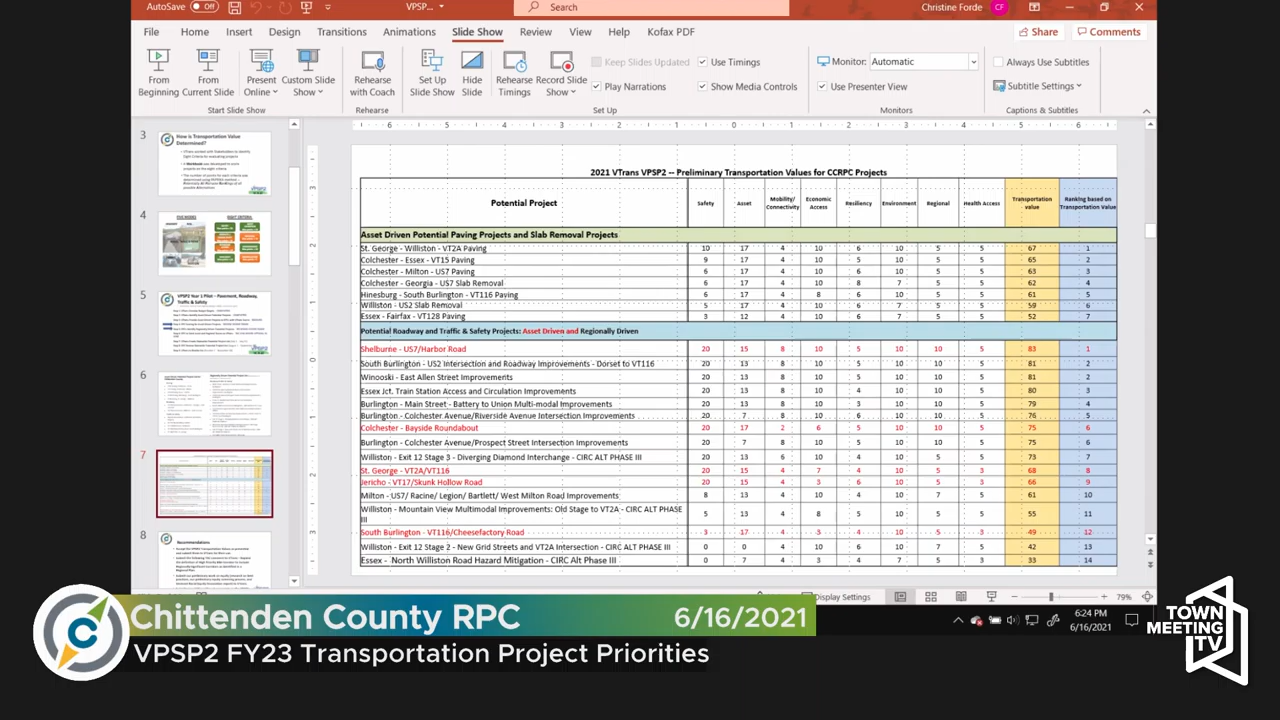 AutoSave Off VPSP... Search Christine Forde CF
File Home Insert Design Transitions Animations Slide Show Review View Help Kofax PDF Share Comments
From Beginning
From Current Slide
Present Online
Custom Slide Show
Start Slide Show
Rehearse with Coach
Rehearse
Set Up Slide Show
Hide Slide
Rehearse Timings
Record Slide Show
Keep Slides Updated
Play Narrations
Use Timings
Show Media Controls
Set Up
Monitor: Automatic
Use Presenter View
Monitors
Always Use Subtitles
Subtitle Settings
Captions & Subtitles
3
How is Transportation Value Determined?
4
5
VPSP2 Year 1 Pilot – Pavement, Roadway, Traffic & Safety
6
7
8
Recommendations
2021 VTrans VPSP2 -- Preliminary Transportation Values for CCRPC Projects
Potential Project Safety Asset Mobility/ Connectivity Economic Access Resiliency Environment Regional Health Access Transportation value Ranking based on Transportation Value
Asset Driven Potential Paving Projects and Slab Removal Projects
St. George - Williston - VT2A Paving 10 17 4 10 6 10 5 5 67 1
Colchester - Essex - VT15 Paving 9 17 4 10 5 10 5 5 65 2
Colchester - Milton - US7 Paving 6 17 4 10 6 10 5 5 63 3
Colchester - Georgia - US7 Slab Removal 6 17 4 10 8 7 5 5 62 4
Hinesburg - South Burlington - VT116 Paving 6 17 4 8 6 10 5 5 61 5
Williston - US2 Slab Removal 5 17 4 10 6 7 5 5 59 6
Essex - Fairfax - VT128 Paving 3 12 4 10 6 7 5 5 52 7
Potential Roadway and Traffic & Safety Projects: Asset Driven and Regionally Driven
Shelburne - US7/Harbor Road 20 15 8 10 5 10 10 5 83 1
South Burlington - US2 Intersection and Roadway Improvements - Dorset to VT116 20 13 8 10 5 10 10 5 81 2
Winooski - East Allen Street Improvements 20 13 8 10 5 10 10 5 81 2
Essex Jct. Train Station Access and Circulation Improvements 20 13 8 10 4 10 10 5 80 3
Burlington - Main Street - Battery to Union Multi-modal Improvements 20 13 8 10 5 10 10 5 79 4
Burlington - Colchester Avenue/Riverside Avenue Intersection Improvements 20 13 8 10 6 10 10 5 76 5
Colchester - Bayside Roundabout 20 17 2 6 5 10 10 5 75 6
Burlington - Colchester Avenue/Prospect Street Intersection Improvements 20 7 8 10 5 10 10 5 75 6
Williston - Exit 12 Stage 3 - Diverging Diamond Interchange - CIRC ALT PHASE III 20 13 6 10 4 10 5 5 73 7
St. George - VT2A/VT116 20 15 4 7 4 10 5 3 68 8
Jericho - VT17/Skunk Hollow Road 20 15 4 3 6 10 5 3 66 9
Milton - US7/ Racine/ Legion/ Bartlett/ West Milton Road Improvements 8 13 4 10 4 10 7 5 61 10
Williston - Mountain View Multimodal Improvements: Old Stage to VT2A - CIRC ALT PHASE III 5 13 4 8 5 10 5 5 55 11
South Burlington - VT116/Cheesefactory Road 3 17 4 3 4 10 5 3 49 12
Williston - Exit 12 Stage 2 - New Grid Streets and VT2A Intersection - CIRC ALT PHASE III 0 0 4 10 6 10 7 5 42 13
Essex - North Williston Road Hazard Mitigation - CIRC Alt Phase III 0 7 4 3 4 7 5 3 33 14
Display Settings 79%
6:24 PM
6/16/2021
Chittenden County RPC 6/16/2021
VPSP2 FY23 Transportation Project Priorities
TOWN MEETING TV